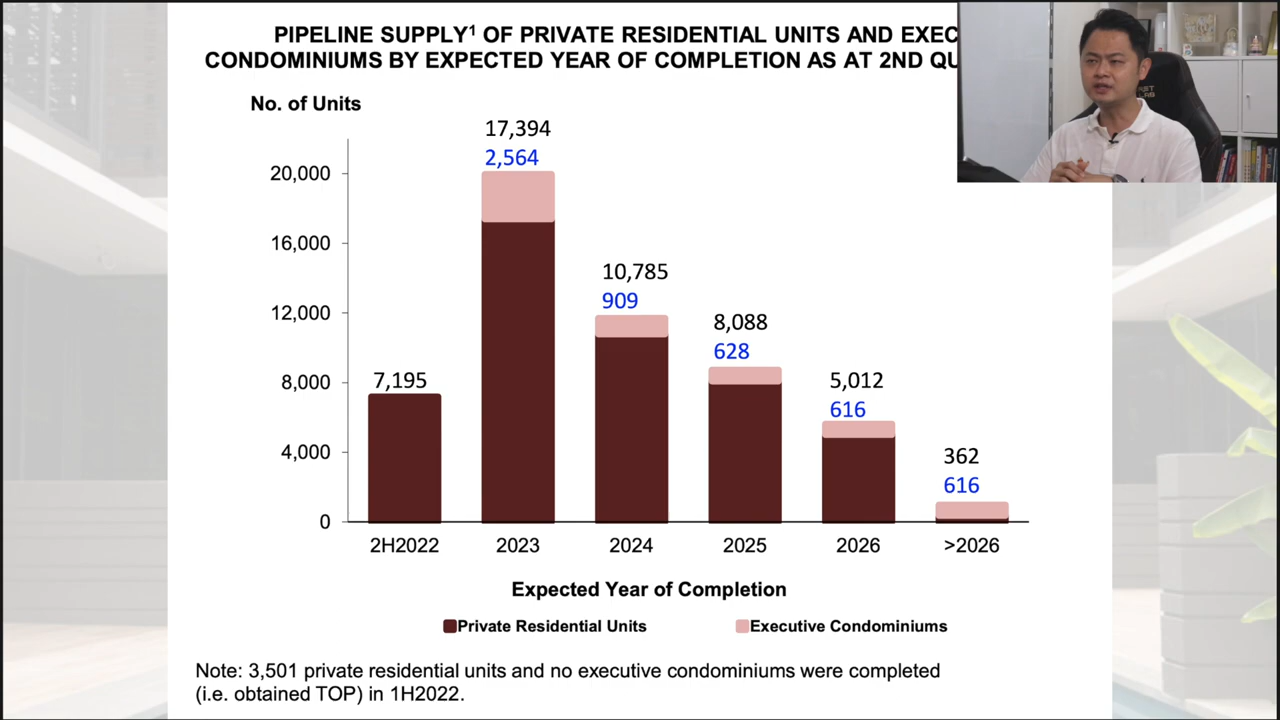 PIPELINE SUPPLY¹ OF PRIVATE RESIDENTIAL UNITS AND EXEC
CONDOMINIUMS BY EXPECTED YEAR OF COMPLETION AS AT 2ND QU
No. of Units
17,394
2,564
20,000
16,000
10,785
909
12,000
8,088
628
7,195
5,012
616
8,000
4,000
362
616
0
2H2022 2023 2024 2025 2026 >2026
Expected Year of Completion
Private Residential Units Executive Condominiums
Note: 3,501 private residential units and no executive condominiums were completed
(i.e. obtained TOP) in 1H2022.